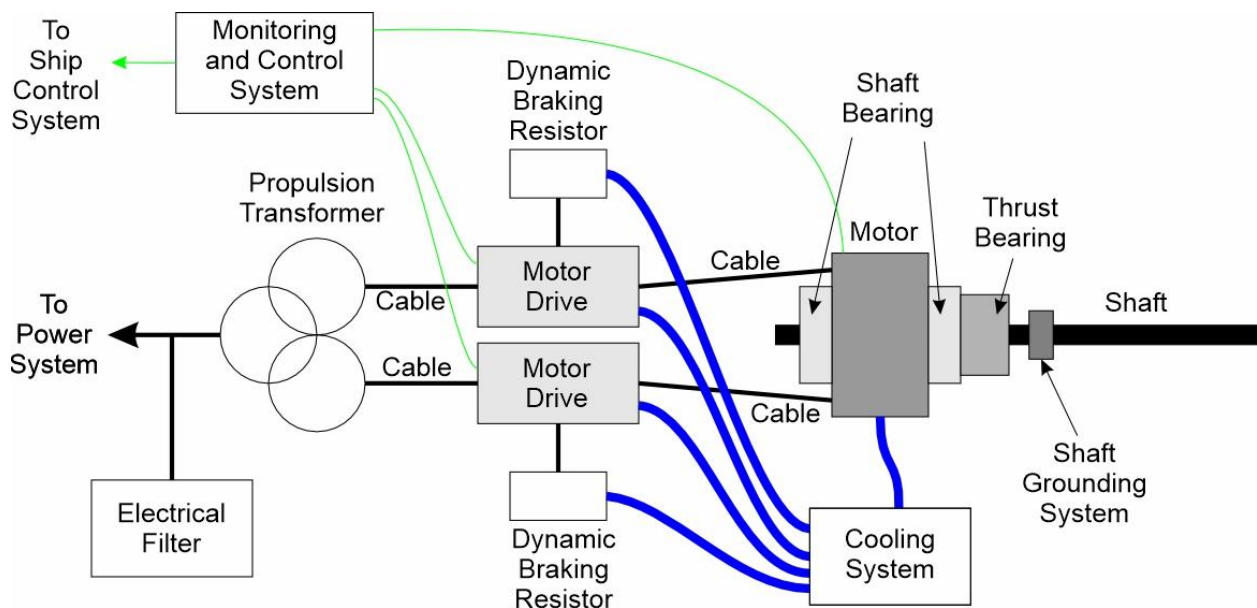 To
Ship
Control
System
Monitoring
and Control
System
Dynamic
Braking
Resistor
Shaft
Bearing
Propulsion
Transformer
Thrust
Bearing
Motor
Motor
Drive
Cable
Cable
To
Power
System
Shaft
Cable
Motor
Drive
Cable
Shaft
Grounding
System
Electrical
Filter
Dynamic
Braking
Resistor
Cooling
System